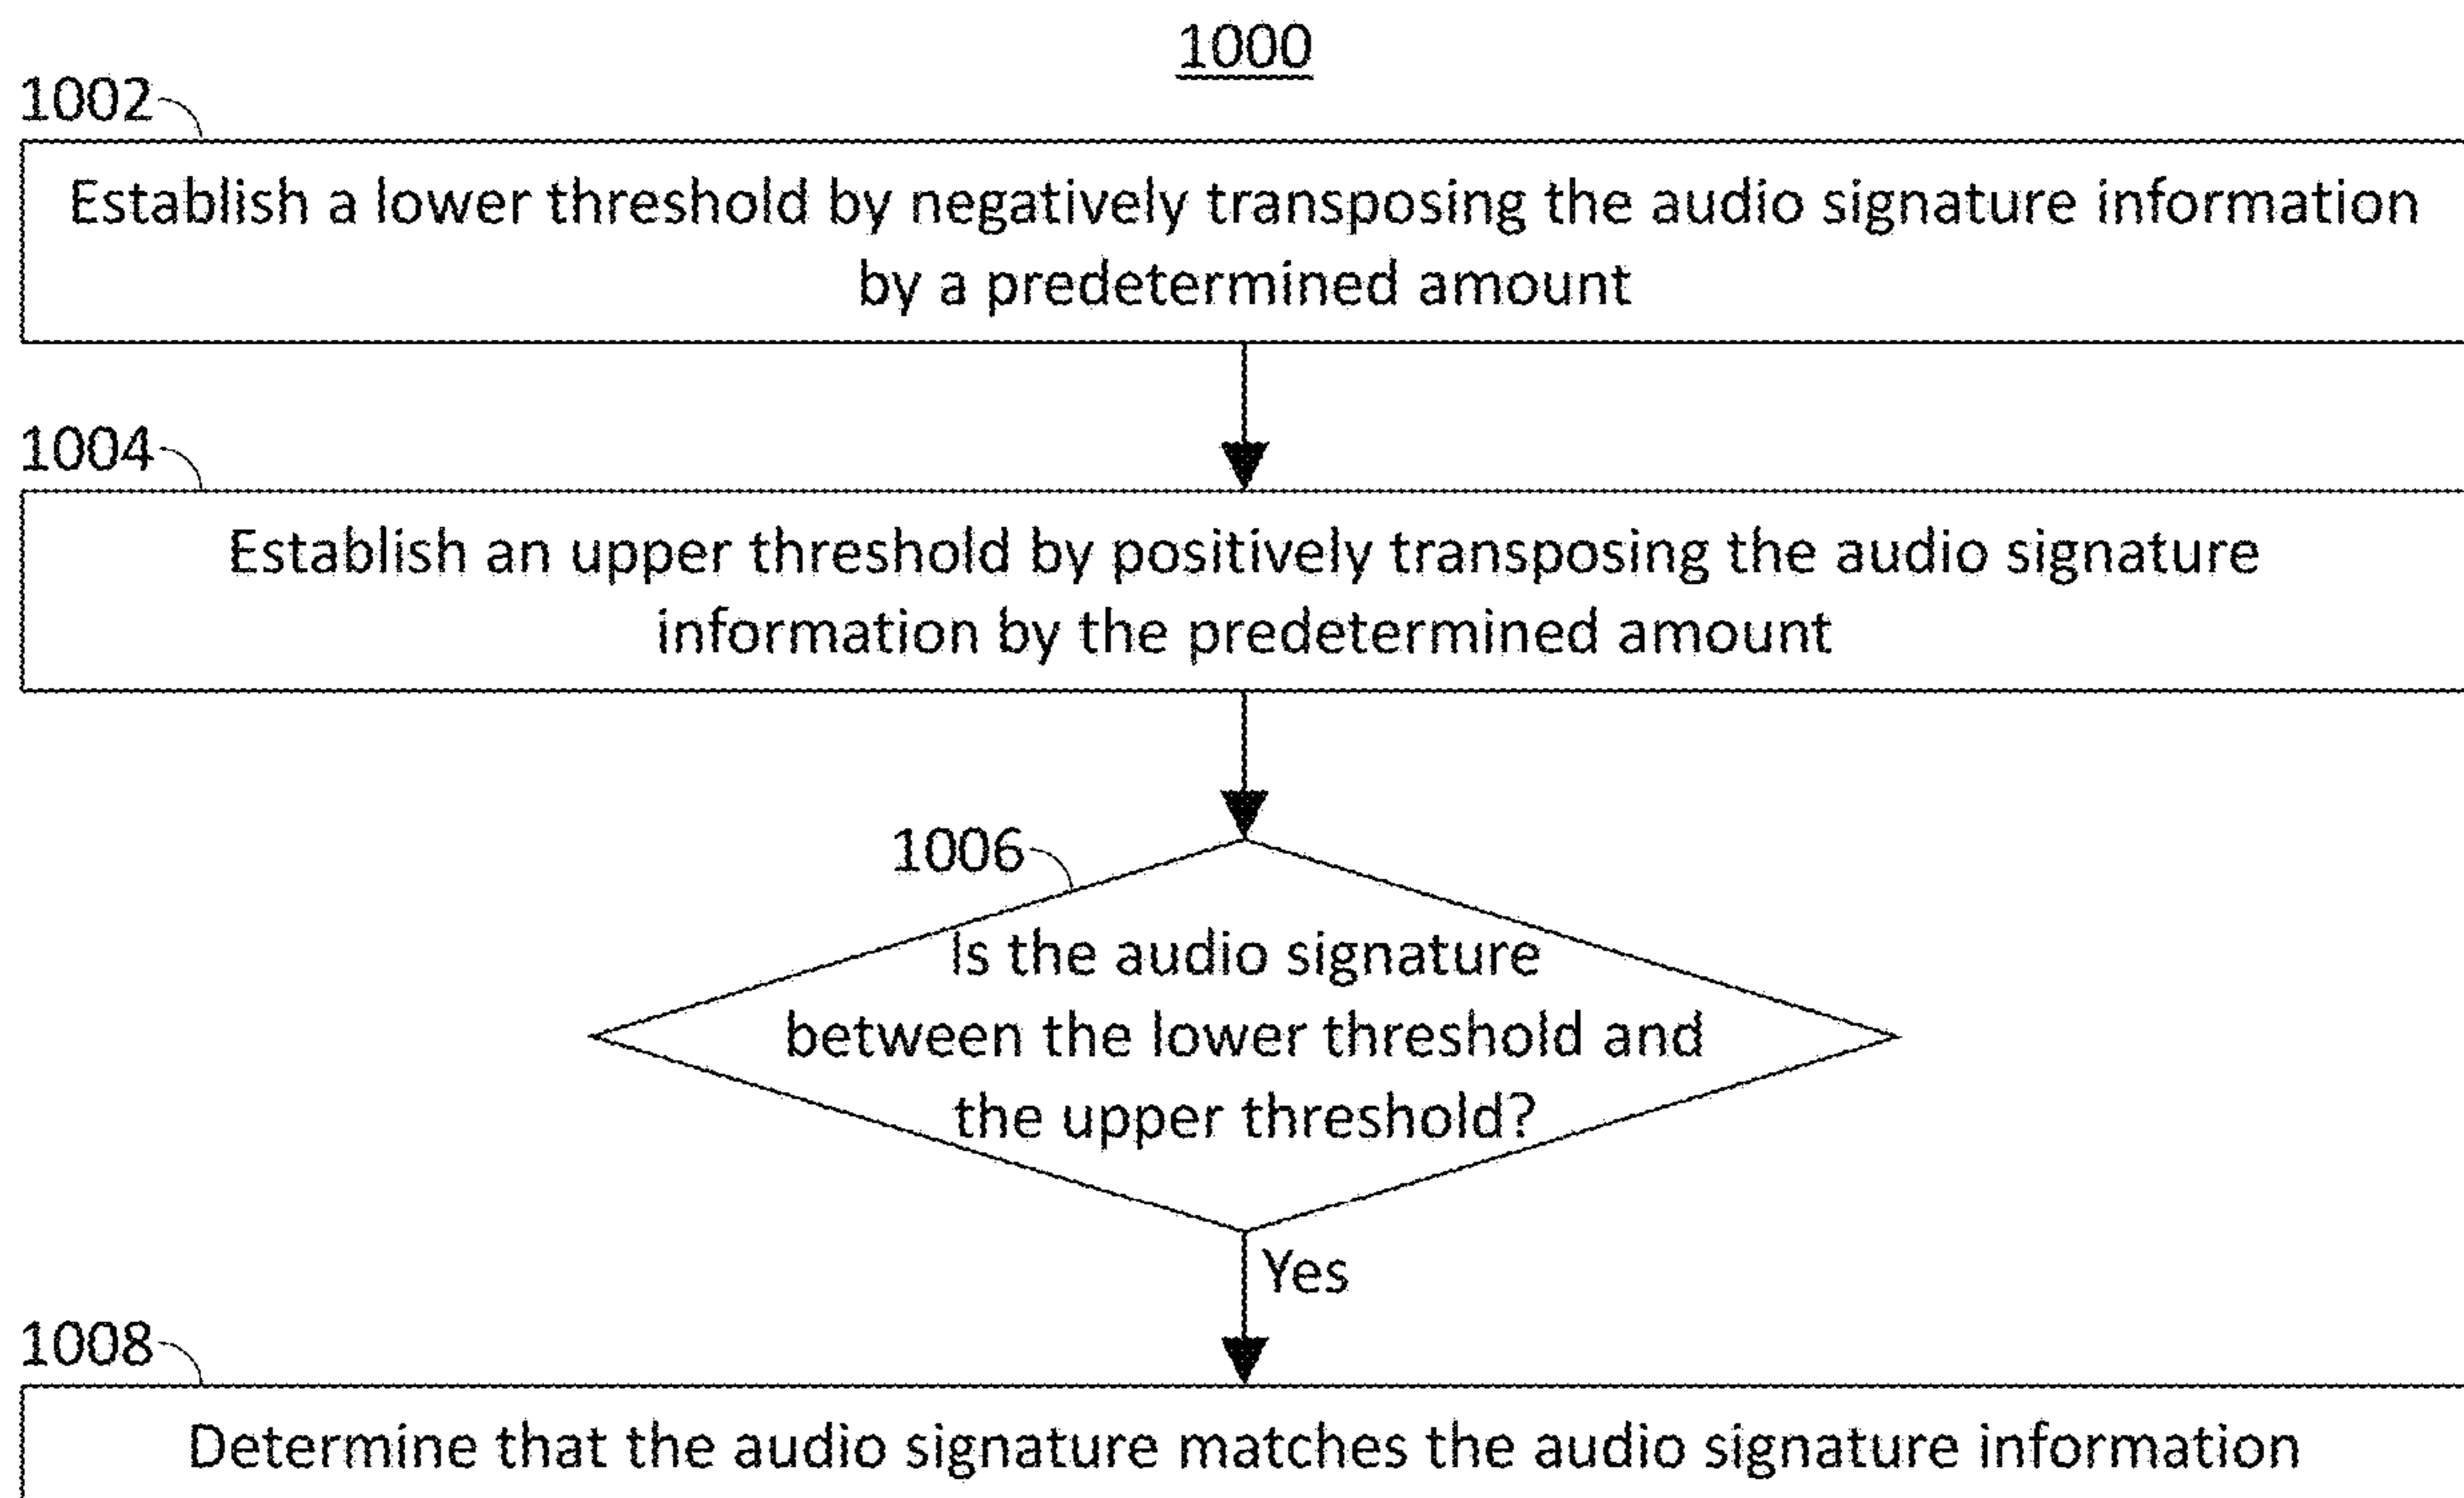 1000
1002
Establish a lower threshold by negatively transposing the audio signature information
by a predetermined amount
1004
Establish an upper threshold by positively transposing the audio signature
information by the predetermined amount
1006
Is the audio signature
between the lower threshold and
the upper threshold?
Yes
1008
Determine that the audio signature matches the audio signature information